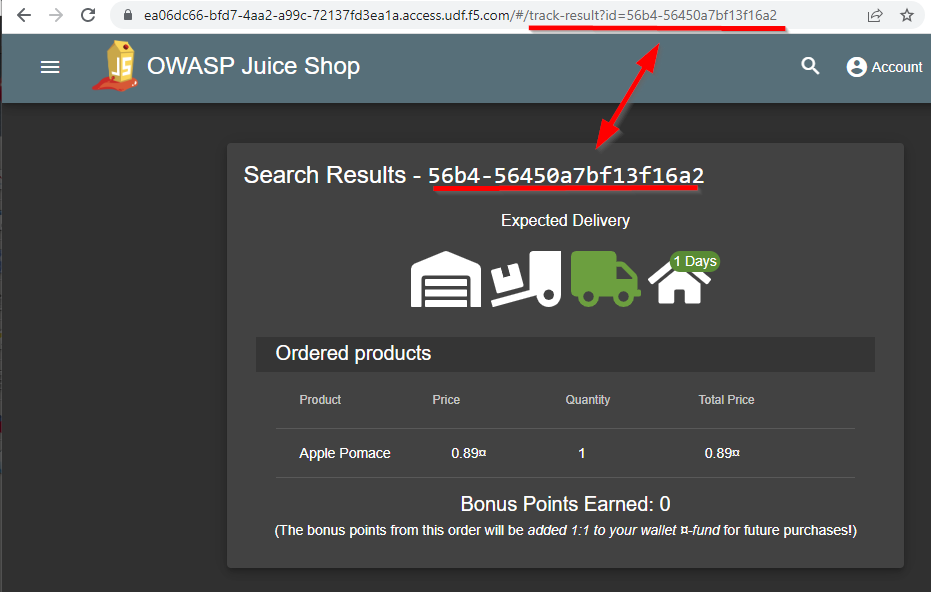 ea06dc66-bfd7-4aa2-a99c-72137fd3ea1a.access.udf.f5.com/#/track-result?id=56b4-56450a7bf13f16a2
JS
OWASP Juice Shop
Account
Search Results - 56b4-56450a7bf13f16a2
Expected Delivery
1 Days
Ordered products
Product Price Quantity Total Price
Apple Pomace 0.89¤ 1 0.89¤
Bonus Points Earned: 0
(The bonus points from this order will be added 1:1 to your wallet ¤-fund for future purchases!)